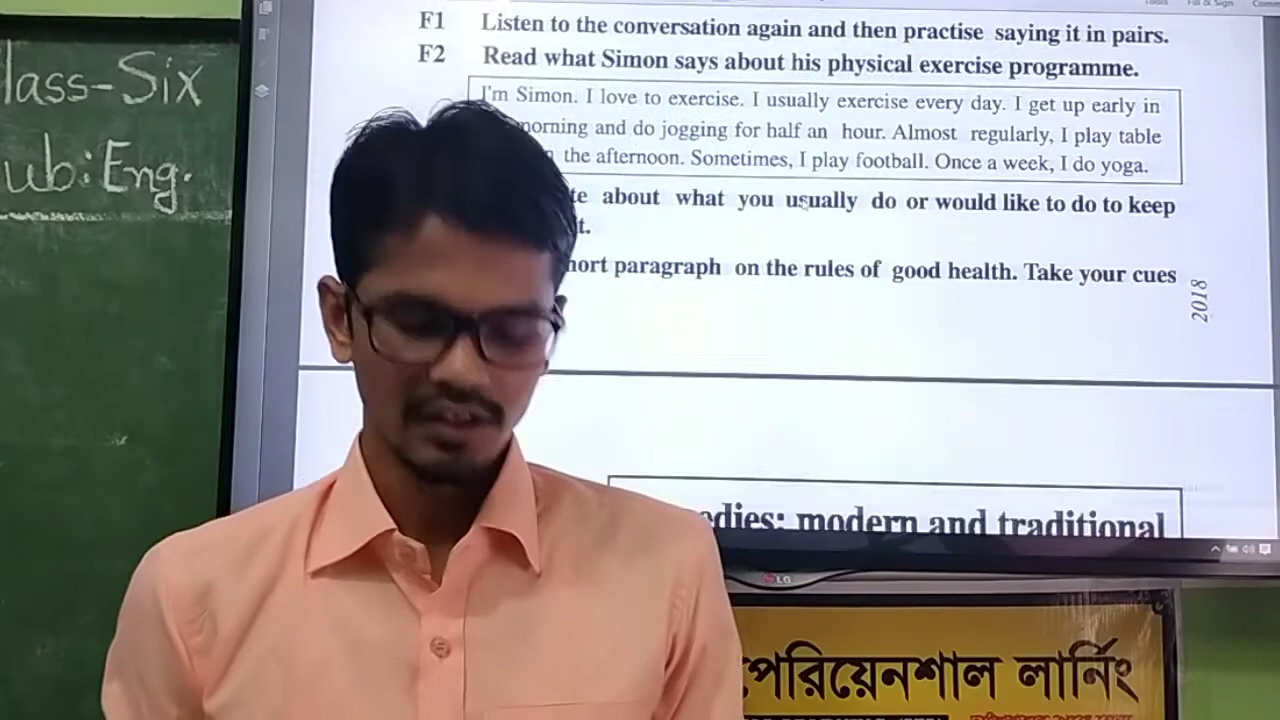 lass-Six
ub: Eng.
F1 Listen to the conversation again and then practise saying it in pairs.
F2 Read what Simon says about his physical exercise programme.
I'm Simon. I love to exercise. I usually exercise every day. I get up early in
morning and do jogging for half an hour. Almost regularly, I play table
the afternoon. Sometimes, I play football. Once a week, I do yoga.
te about what you usually do or would like to do to keep
t.
hort paragraph on the rules of good health. Take your cues
2018
dies: modern and traditional
LG
পেরিয়েনশাল লার্নিং